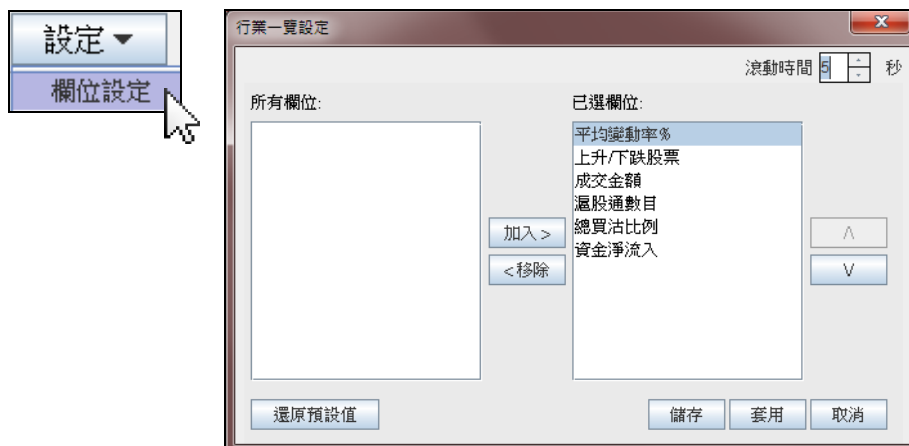 設定
欄位設定
行業一覽設定
滾動時間 5 秒
所有欄位:
已選欄位:
平均變動率%
上升/下跌股票
成交金額
滬股通數目
總買沽比例
資金淨流入
加入 >
<移除
Λ
V
還原預設值
儲存
套用
取消